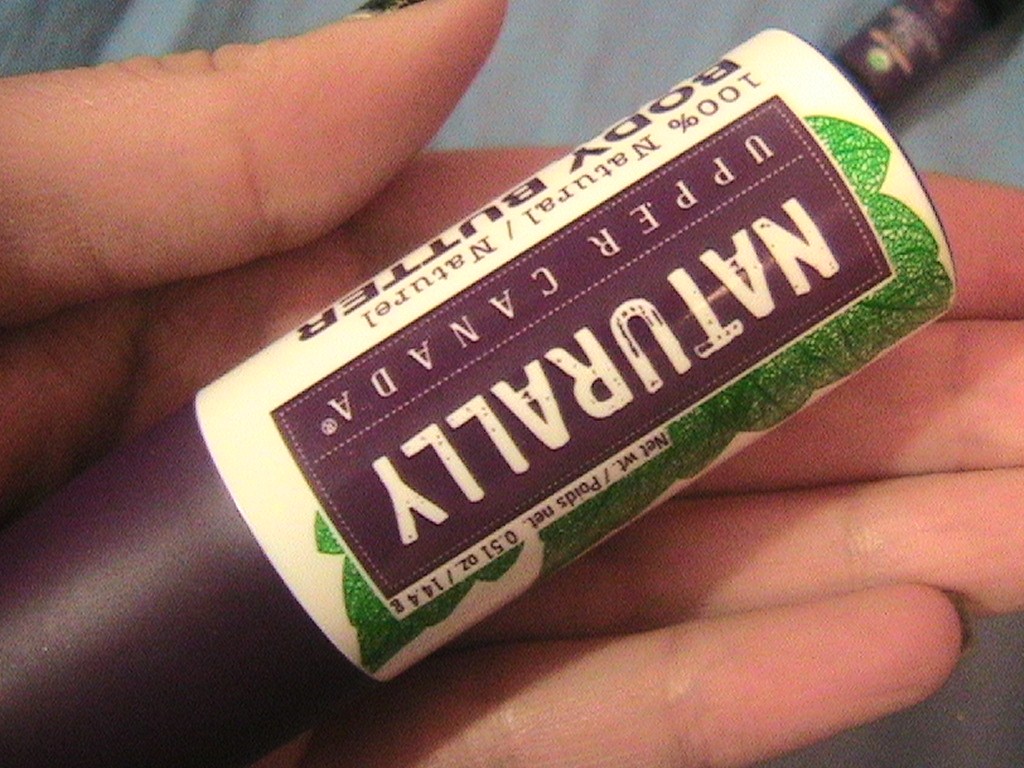 NATURALLY
UPPER CANADA®
100% Natural / Naturel
BODY BUTTER
Net wt. / Poids net. 0.51 oz. / 14.4 g